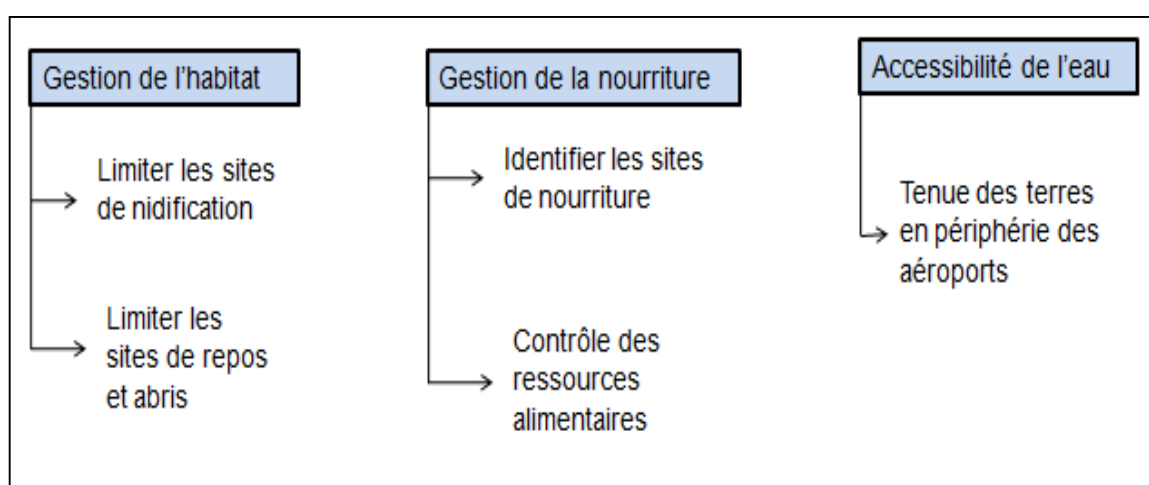 Gestion de l'habitat
Limiter les sites
de nidification
Limiter les
sites de repos
et abris
Gestion de la nourriture
Identifier les sites
de nourriture
Contrôle des
ressources
alimentaires
Accessibilité de l'eau
Tenue des terres
en périphérie des
aéroports